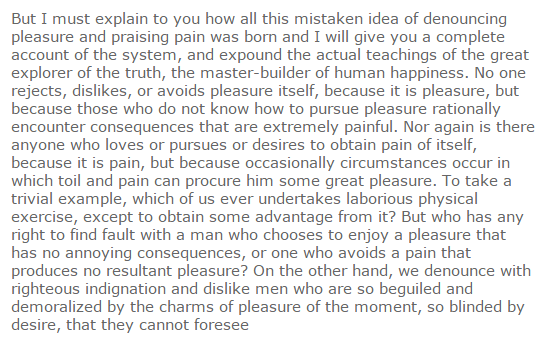 But I must explain to you how all this mistaken idea of denouncing
pleasure and praising pain was born and I will give you a complete
account of the system, and expound the actual teachings of the great
explorer of the truth, the master-builder of human happiness. No one
rejects, dislikes, or avoids pleasure itself, because it is pleasure, but
because those who do not know how to pursue pleasure rationally
encounter consequences that are extremely painful. Nor again is there
anyone who loves or pursues or desires to obtain pain of itself,
because it is pain, but because occasionally circumstances occur in
which toil and pain can procure him some great pleasure. To take a
trivial example, which of us ever undertakes laborious physical
exercise, except to obtain some advantage from it? But who has any
right to find fault with a man who chooses to enjoy a pleasure that
has no annoying consequences, or one who avoids a pain that
produces no resultant pleasure? On the other hand, we denounce with
righteous indignation and dislike men who are so beguiled and
demoralized by the charms of pleasure of the moment, so blinded by
desire, that they cannot foresee